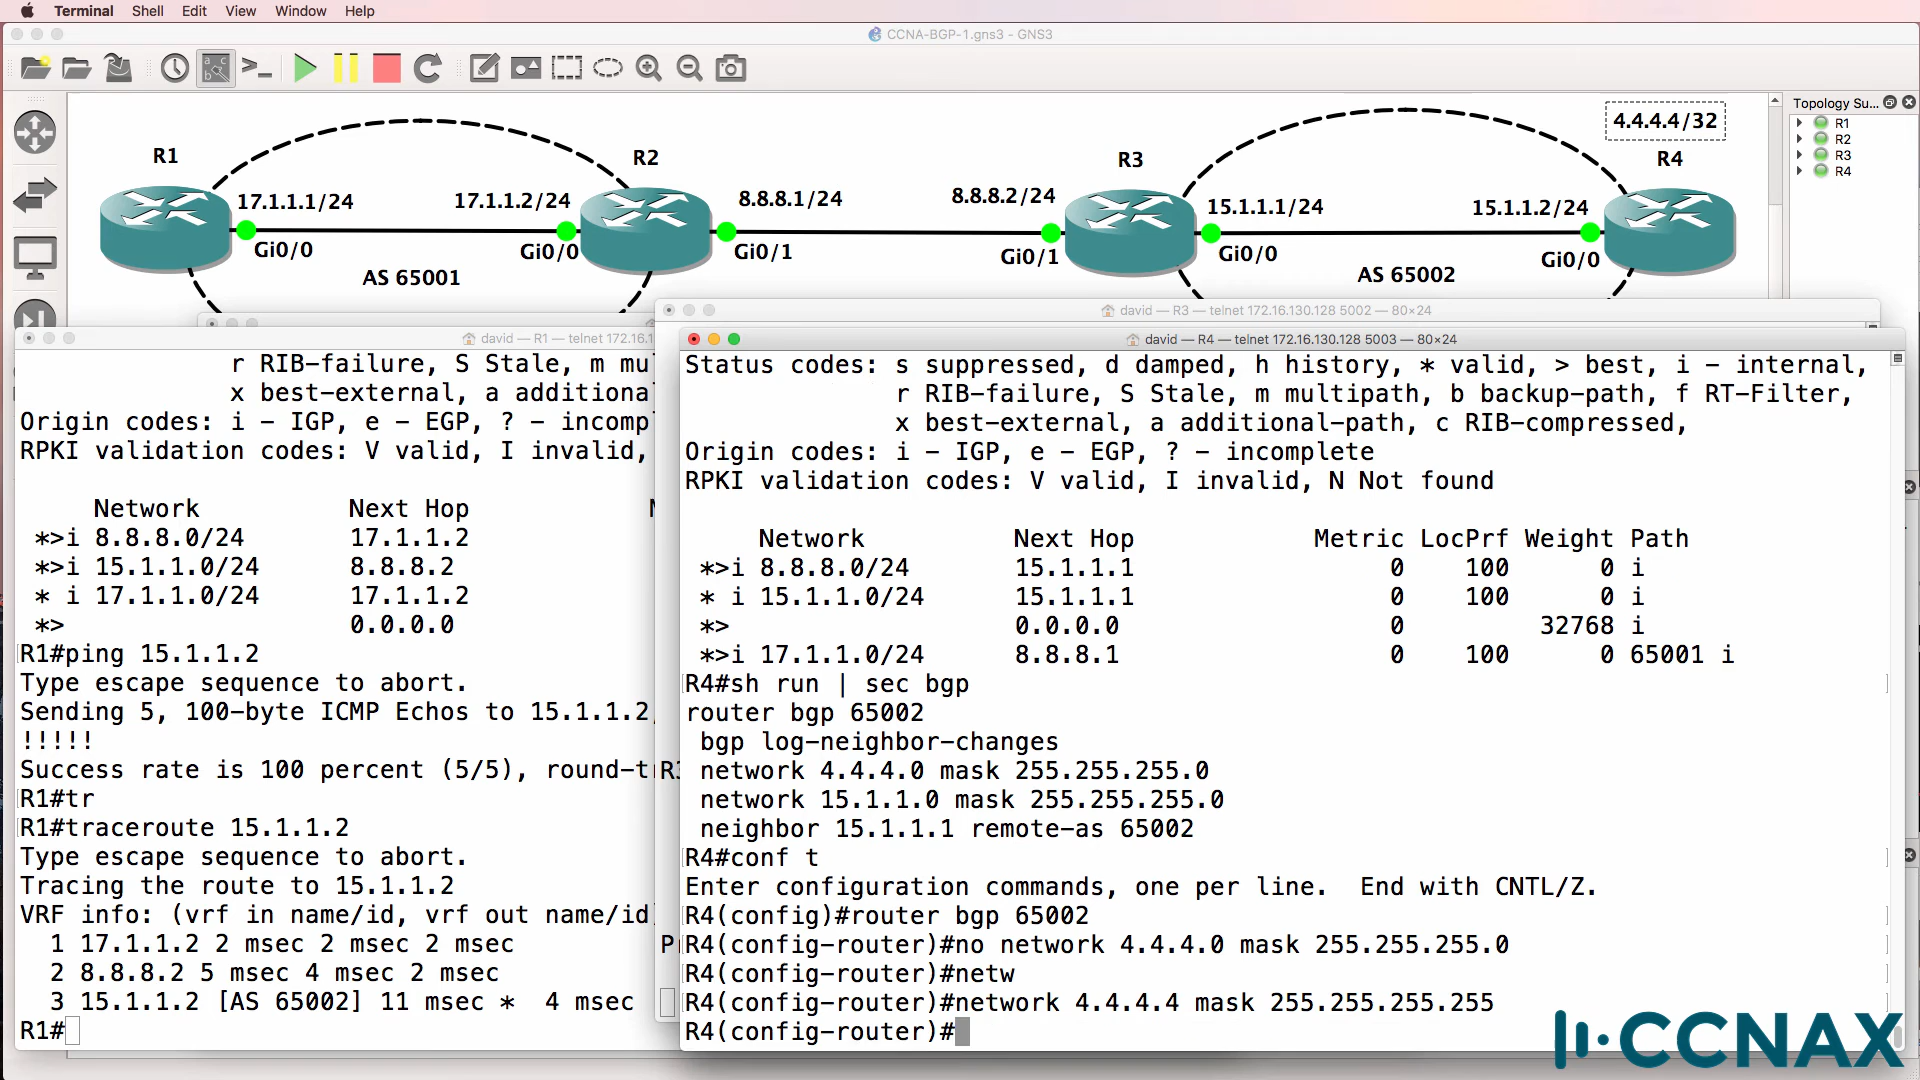 Terminal Shell Edit View Window Help
CCNA-BGP-1.gns3 - GNS3
Topology Su...
R1
R2
R3
R4
4.4.4.4/32
R1
R2
R3
R4
17.1.1.1/24
17.1.1.2/24
8.8.8.1/24
8.8.8.2/24
15.1.1.1/24
15.1.1.2/24
Gi0/0
Gi0/0
Gi0/1
Gi0/1
Gi0/0
Gi0/0
AS 65001
AS 65002
david — R3 — telnet 172.16.130.128 5002 — 80×24
david — R1 — telnet 172.16.1
r RIB-failure, S Stale, m mu
x best-external, a additiona
Origin codes: i - IGP, e - EGP, ? - incomp
RPKI validation codes: V valid, I invalid,
Network Next Hop
*>i 8.8.8.0/24 17.1.1.2
*>i 15.1.1.0/24 8.8.8.2
* i 17.1.1.0/24 17.1.1.2
*> 0.0.0.0
R1#ping 15.1.1.2
Type escape sequence to abort.
Sending 5, 100-byte ICMP Echos to 15.1.1.2,
!!!!!
Success rate is 100 percent (5/5), round-t
R1#tr
R1#traceroute 15.1.1.2
Type escape sequence to abort.
Tracing the route to 15.1.1.2
VRF info: (vrf in name/id, vrf out name/id
1 17.1.1.2 2 msec 2 msec 2 msec
2 8.8.8.2 5 msec 4 msec 2 msec
3 15.1.1.2 [AS 65002] 11 msec * 4 msec
R1#
david — R4 — telnet 172.16.130.128 5003 — 80×24
Status codes: s suppressed, d damped, h history, * valid, > best, i - internal,
r RIB-failure, S Stale, m multipath, b backup-path, f RT-Filter,
x best-external, a additional-path, c RIB-compressed,
Origin codes: i - IGP, e - EGP, ? - incomplete
RPKI validation codes: V valid, I invalid, N Not found
Network Next Hop Metric LocPrf Weight Path
*>i 8.8.8.0/24 15.1.1.1 0 100 0 i
* i 15.1.1.0/24 15.1.1.1 0 100 0 i
*> 0.0.0.0 0 32768 i
*>i 17.1.1.0/24 8.8.8.1 0 100 0 65001 i
R4#sh run | sec bgp
router bgp 65002
bgp log-neighbor-changes
network 4.4.4.0 mask 255.255.255.0
network 15.1.1.0 mask 255.255.255.0
neighbor 15.1.1.1 remote-as 65002
R4#conf t
Enter configuration commands, one per line. End with CNTL/Z.
R4(config)#router bgp 65002
R4(config-router)#no network 4.4.4.0 mask 255.255.255.0
R4(config-router)#netw
R4(config-router)#network 4.4.4.4 mask 255.255.255.255
R4(config-router)#
CCNAX